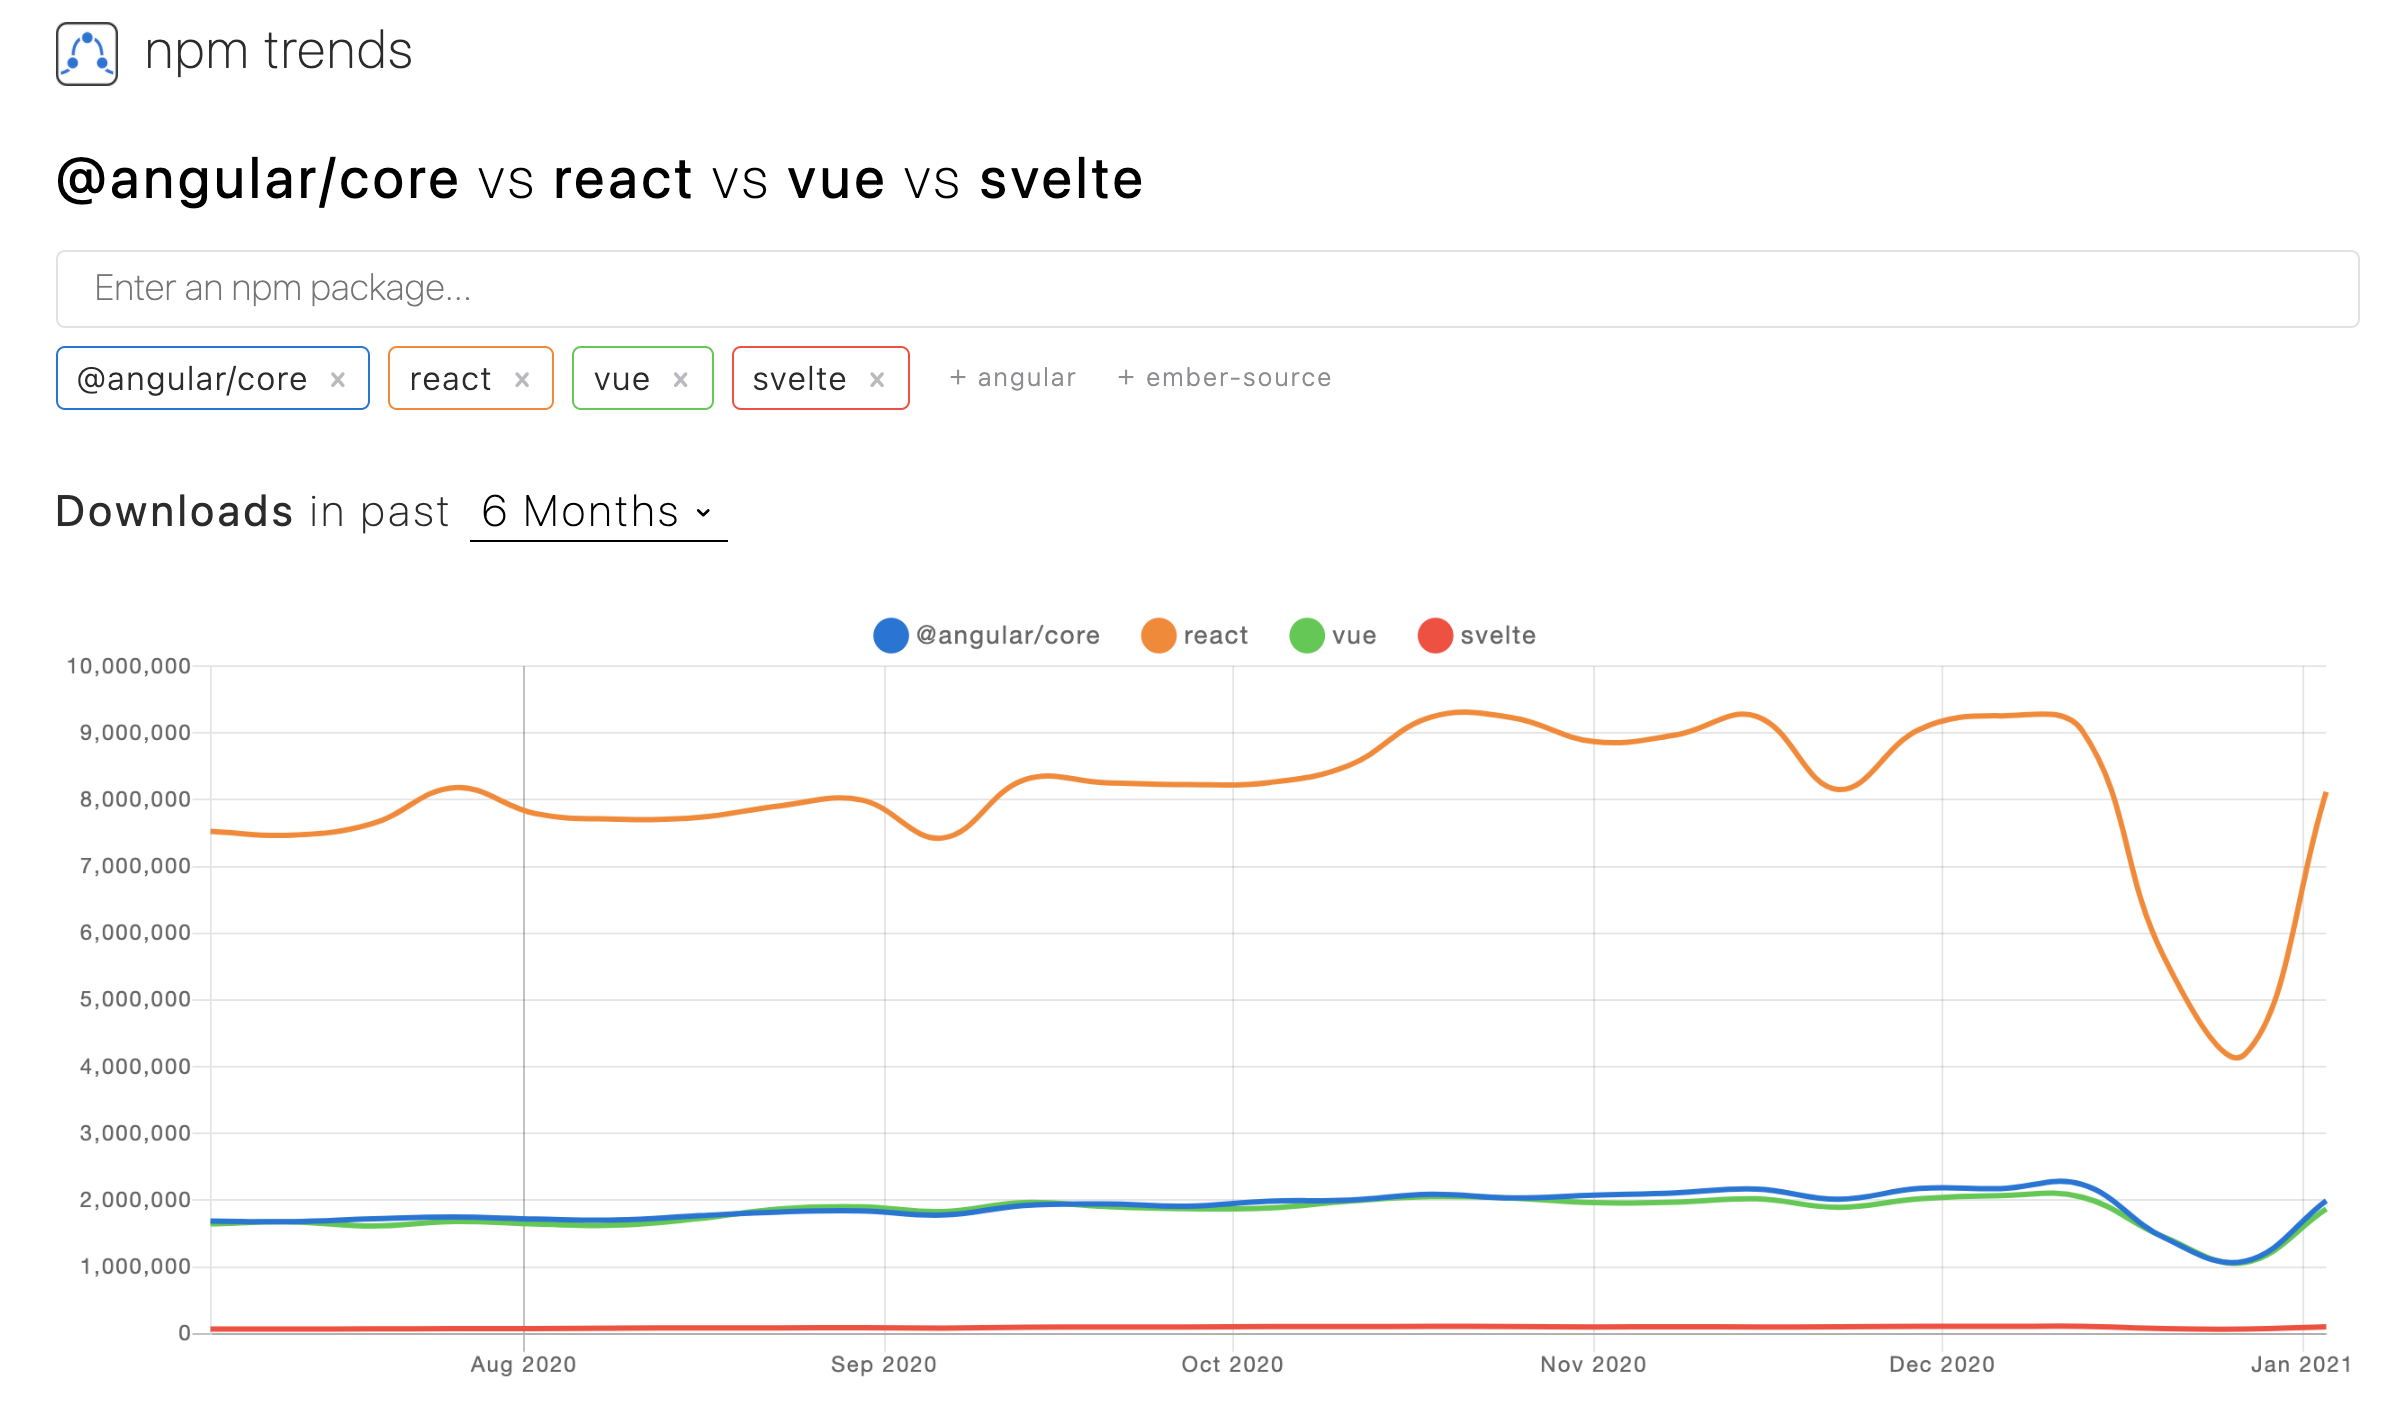 npm trends
@angular/core vs react vs vue vs svelte
Enter an npm package...
@angular/core × react × vue × svelte × + angular + ember-source
Downloads in past 6 Months
@angular/core react vue svelte
10,000,000
9,000,000
8,000,000
7,000,000
6,000,000
5,000,000
4,000,000
3,000,000
2,000,000
1,000,000
0
Aug 2020 Sep 2020 Oct 2020 Nov 2020 Dec 2020 Jan 2021